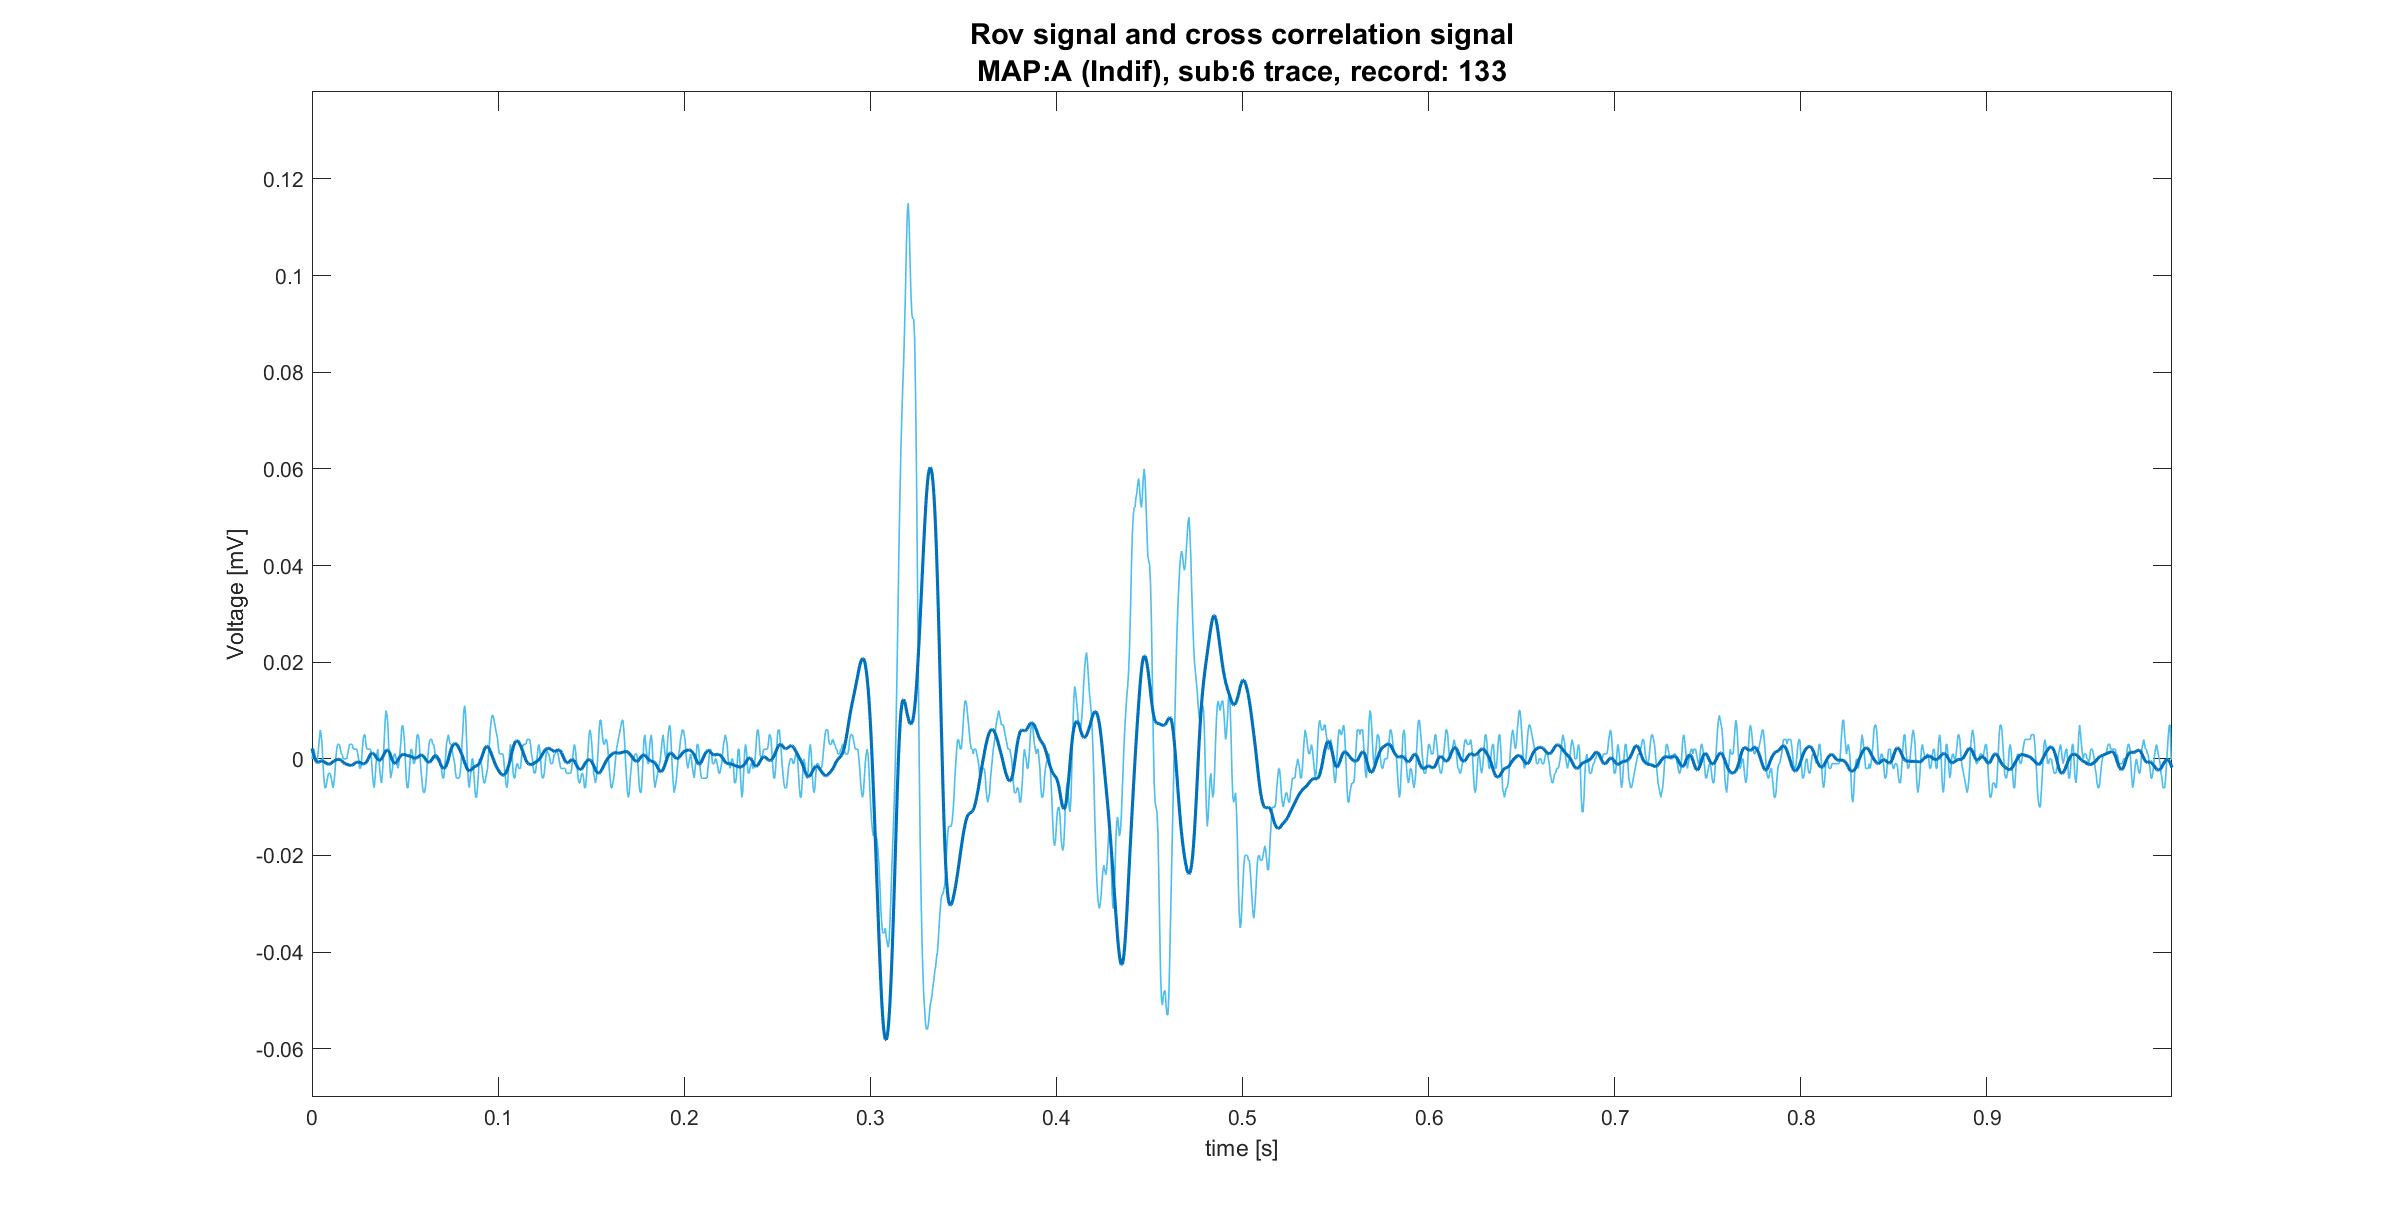 Rov signal and cross correlation signal
MAP:A (Indif), sub:6 trace, record: 133
0.12
0.1
0.08
0.06
0.04
0.02
0
-0.02
-0.04
-0.06
Voltage [mV]
0 0.1 0.2 0.3 0.4 0.5 0.6 0.7 0.8 0.9
time [s]